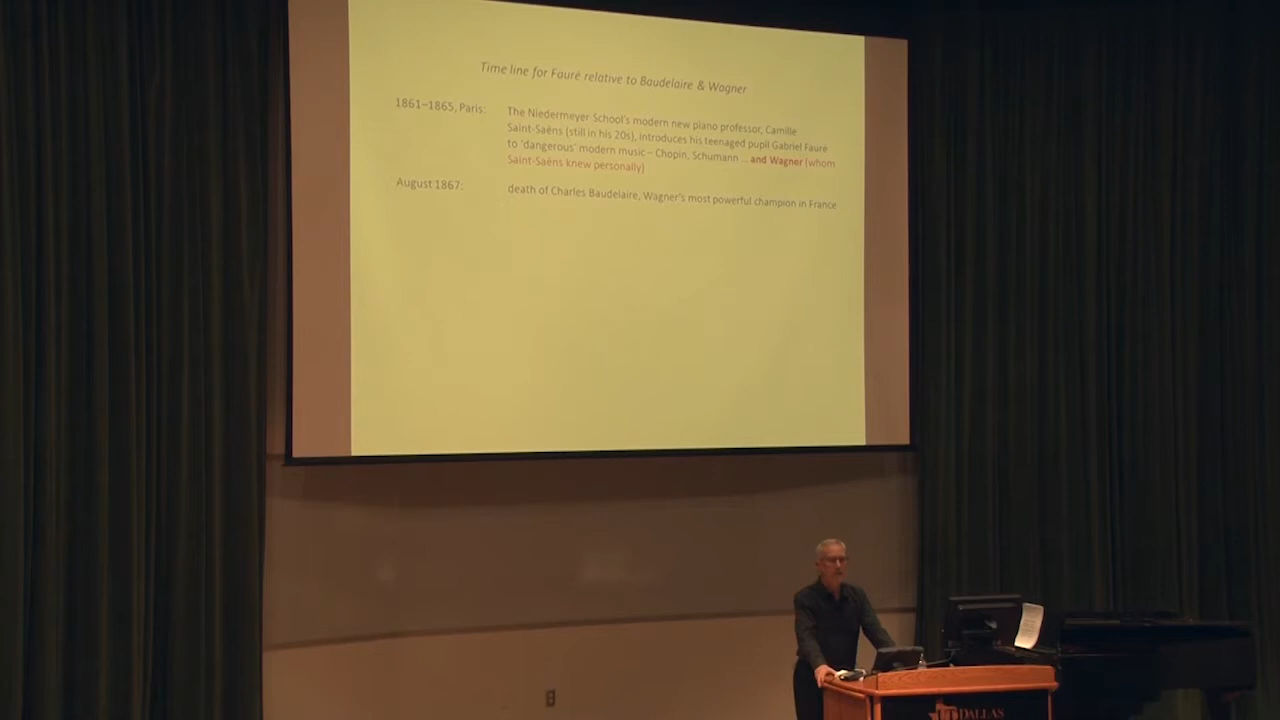 Time line for Fauré relative to Baudelaire & Wagner
1861–1865, Paris: The Niedermeyer School's modern new piano professor, Camille
Saint-Saëns (still in his 20s), introduces his teenaged pupil Gabriel Fauré
to 'dangerous' modern music – Chopin, Schumann ... and Wagner (whom
Saint-Saëns knew personally)
August 1867: death of Charles Baudelaire, Wagner's most powerful champion in France
UT DALLAS